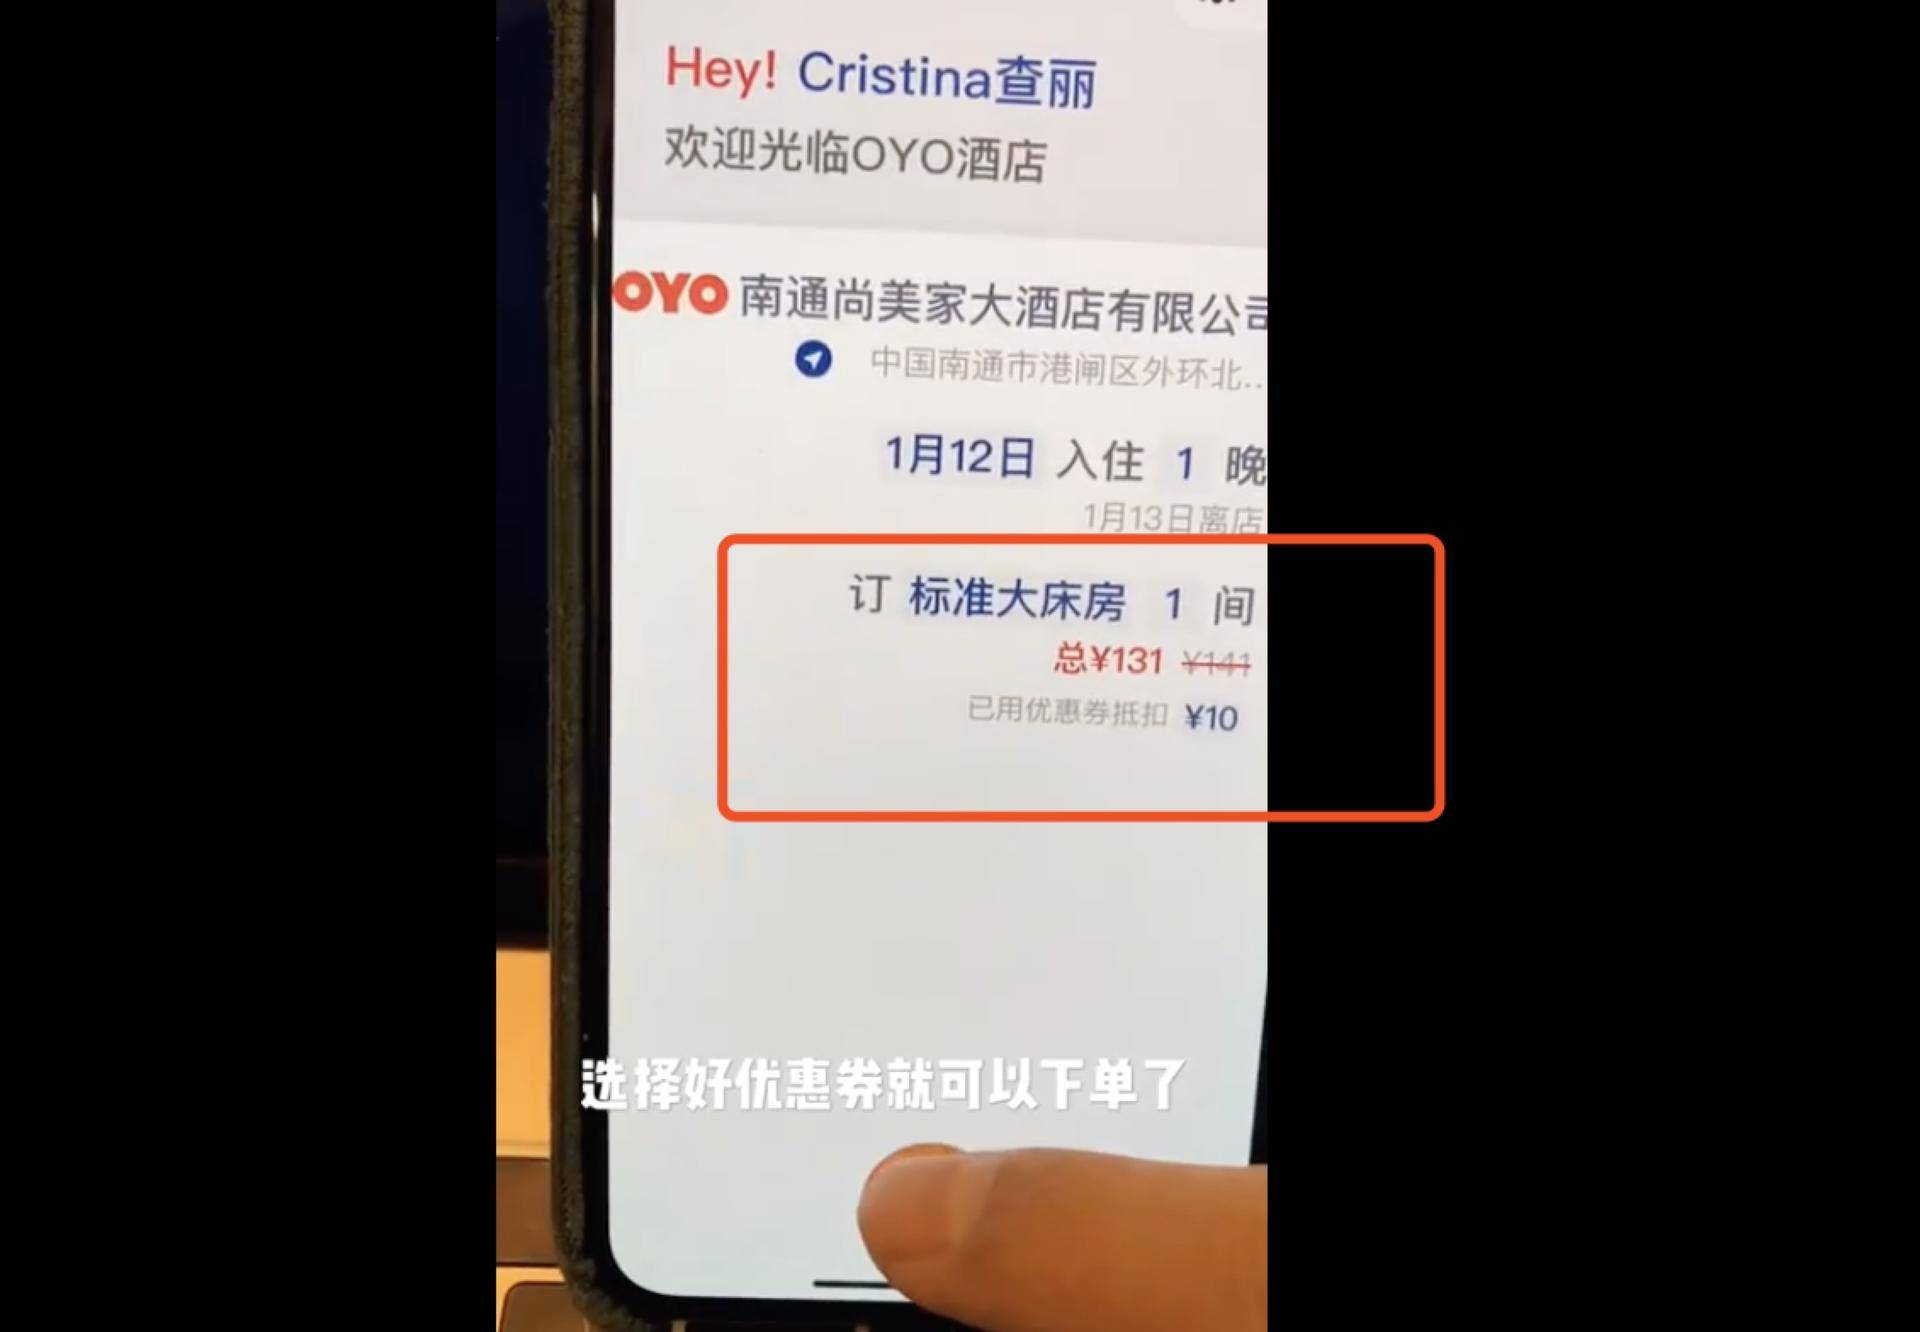 Hey! Cristina查丽
欢迎光临OYO酒店
OYO 南通尚美家大酒店有限公司
中国南通市港闸区外环北...
1月12日 入住 1 晚
1月13日离店
订 标准大床房 1 间
总¥131 ¥141
已用优惠券抵扣 ¥10
选择好优惠券就可以下单了